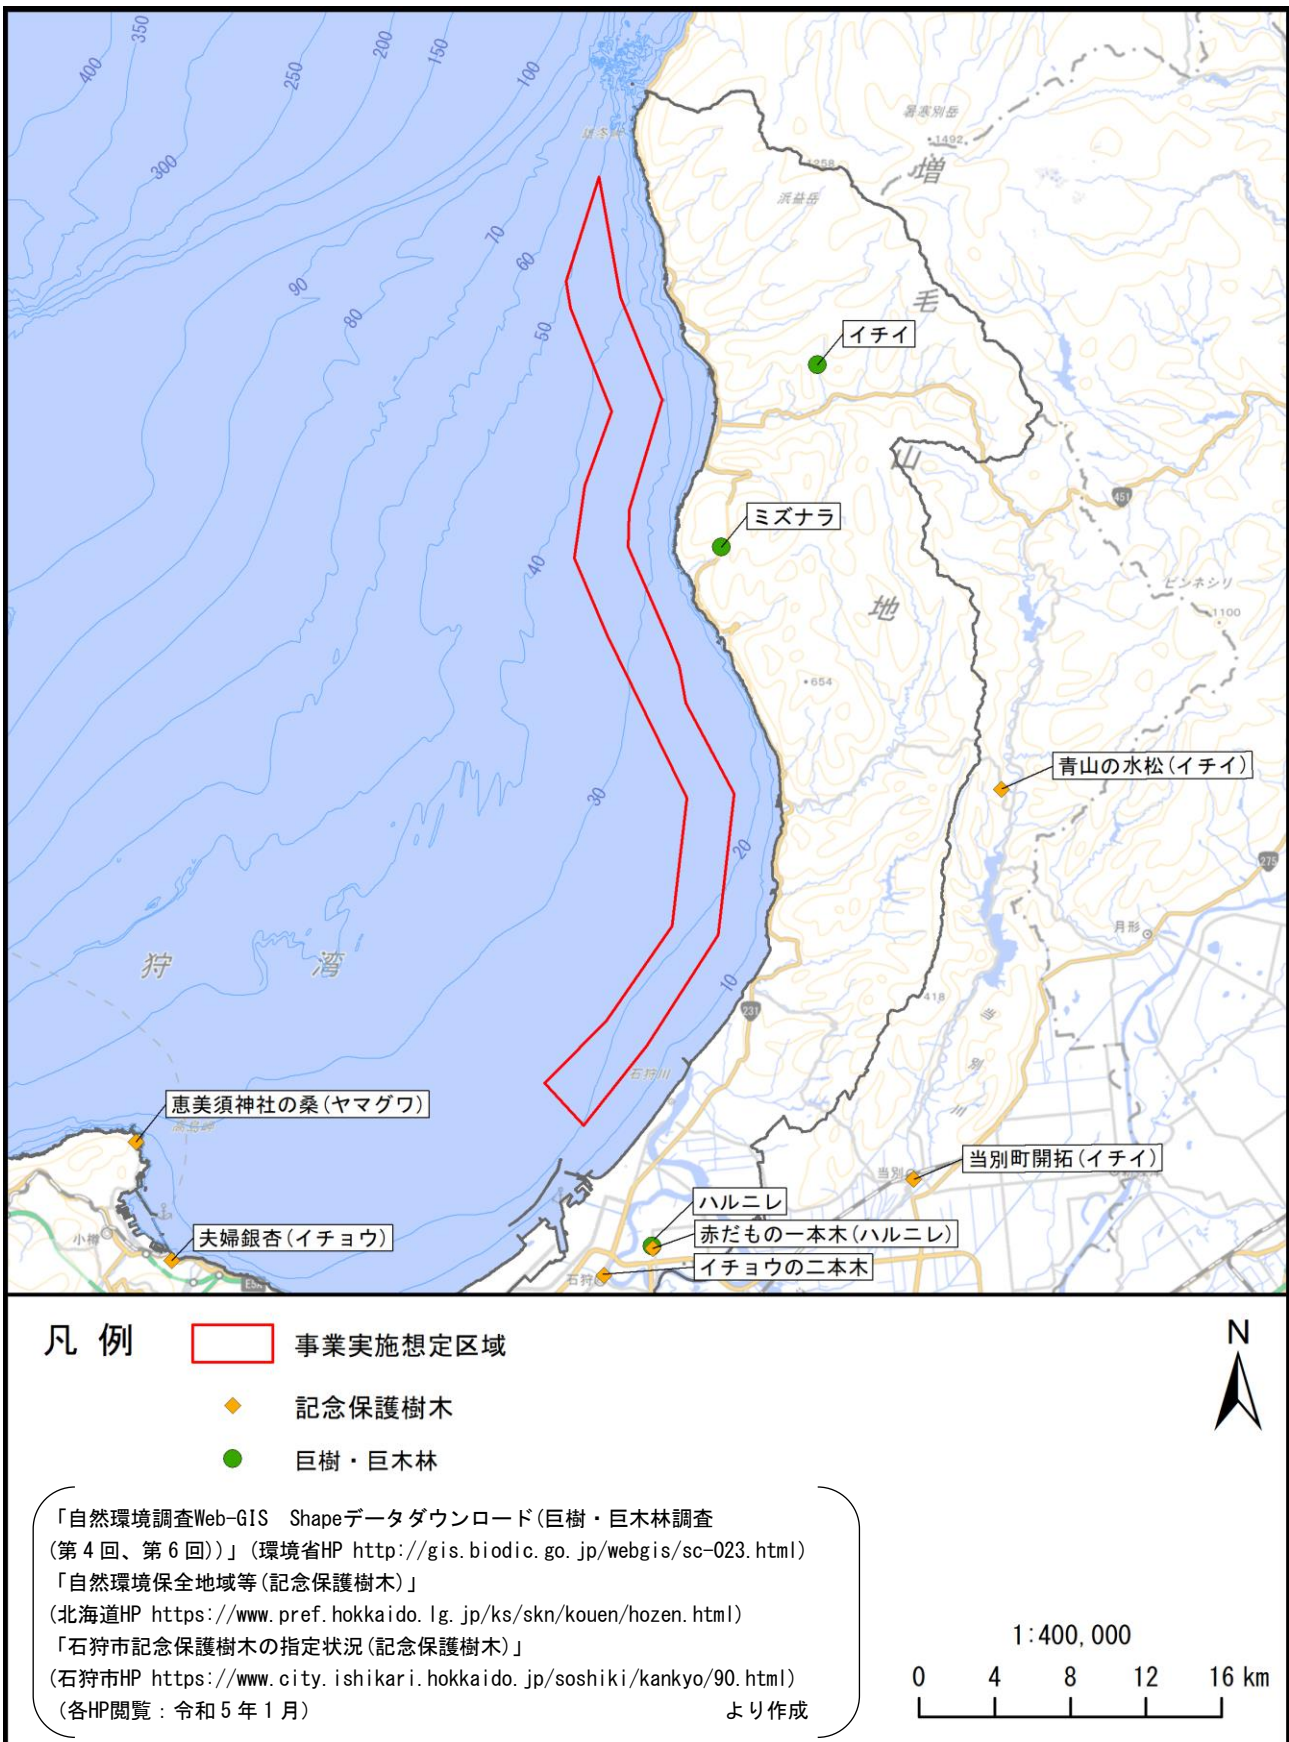 350
400
250
200
150
100
300
雄冬岬
暑寒別岳
・1492
増
1258
浜益岳
70
60
90
80
50
毛
イチイ
山
451
ミズナラ
40
地
ピンネシリ
1100
・654
青山の水松(イチイ)
30
20
275
狩
湾
月形
10
231
418
当
別
川
石狩川
恵美須神社の桑(ヤマグワ)
高島岬
当別
当別町開拓(イチイ)
ハルニレ
小樽
夫婦銀杏(イチョウ)
赤だもの一本木(ハルニレ)
石狩
イチョウの二本木
凡 例
事業実施想定区域
記念保護樹木
巨樹・巨木林
N
「自然環境調査Web-GIS Shapeデータダウンロード(巨樹・巨木林調査
(第4回、第6回))」(環境省HP http://gis.biodic.go.jp/webgis/sc-023.html)
「自然環境保全地域等(記念保護樹木)」
(北海道HP https://www.pref.hokkaido.lg.jp/ks/skn/kouen/hozen.html)
「石狩市記念保護樹木の指定状況(記念保護樹木)」
(石狩市HP https://www.city.ishikari.hokkaido.jp/soshiki/kankyo/90.html)
(各HP閲覧：令和5年1月) より作成
1:400,000
0 4 8 12 16 km